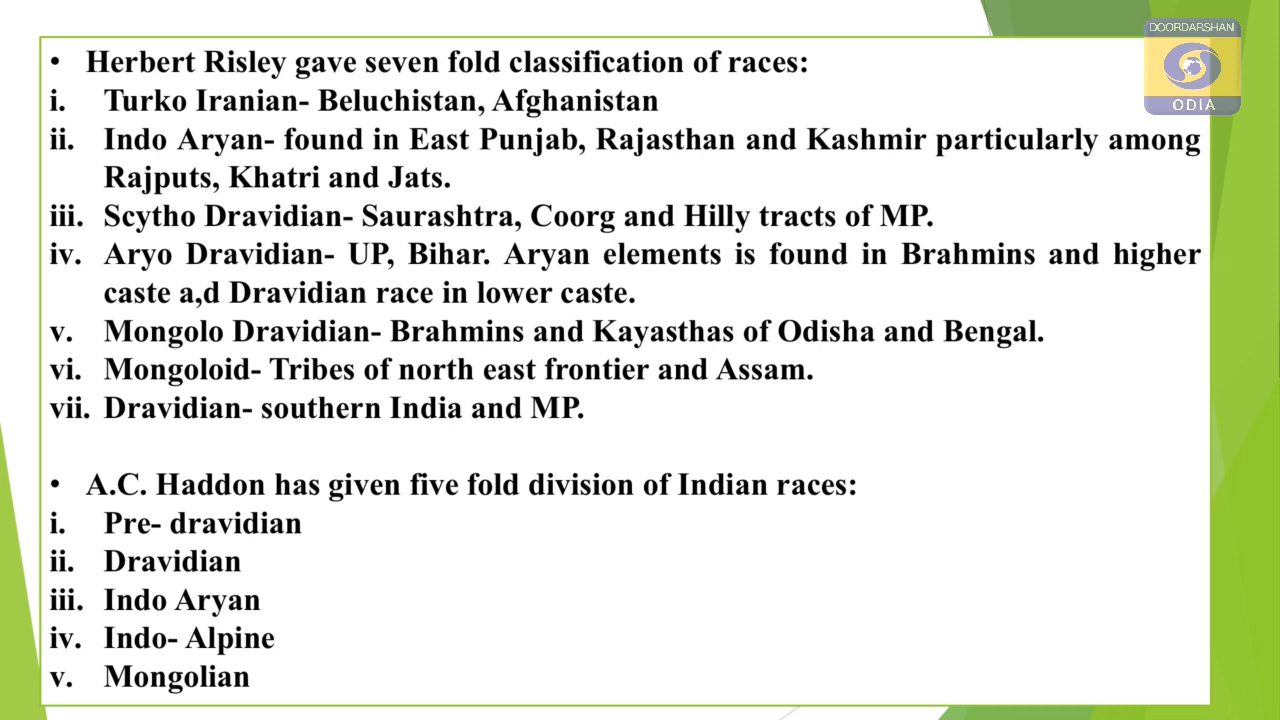 DOORDARSHAN
ODIA
• Herbert Risley gave seven fold classification of races:
i. Turko Iranian- Beluchistan, Afghanistan
ii. Indo Aryan- found in East Punjab, Rajasthan and Kashmir particularly among
Rajputs, Khatri and Jats.
iii. Scytho Dravidian- Saurashtra, Coorg and Hilly tracts of MP.
iv. Aryo Dravidian- UP, Bihar. Aryan elements is found in Brahmins and higher
caste a,d Dravidian race in lower caste.
v. Mongolo Dravidian- Brahmins and Kayasthas of Odisha and Bengal.
vi. Mongoloid- Tribes of north east frontier and Assam.
vii. Dravidian- southern India and MP.
• A.C. Haddon has given five fold division of Indian races:
i. Pre- dravidian
ii. Dravidian
iii. Indo Aryan
iv. Indo- Alpine
v. Mongolian